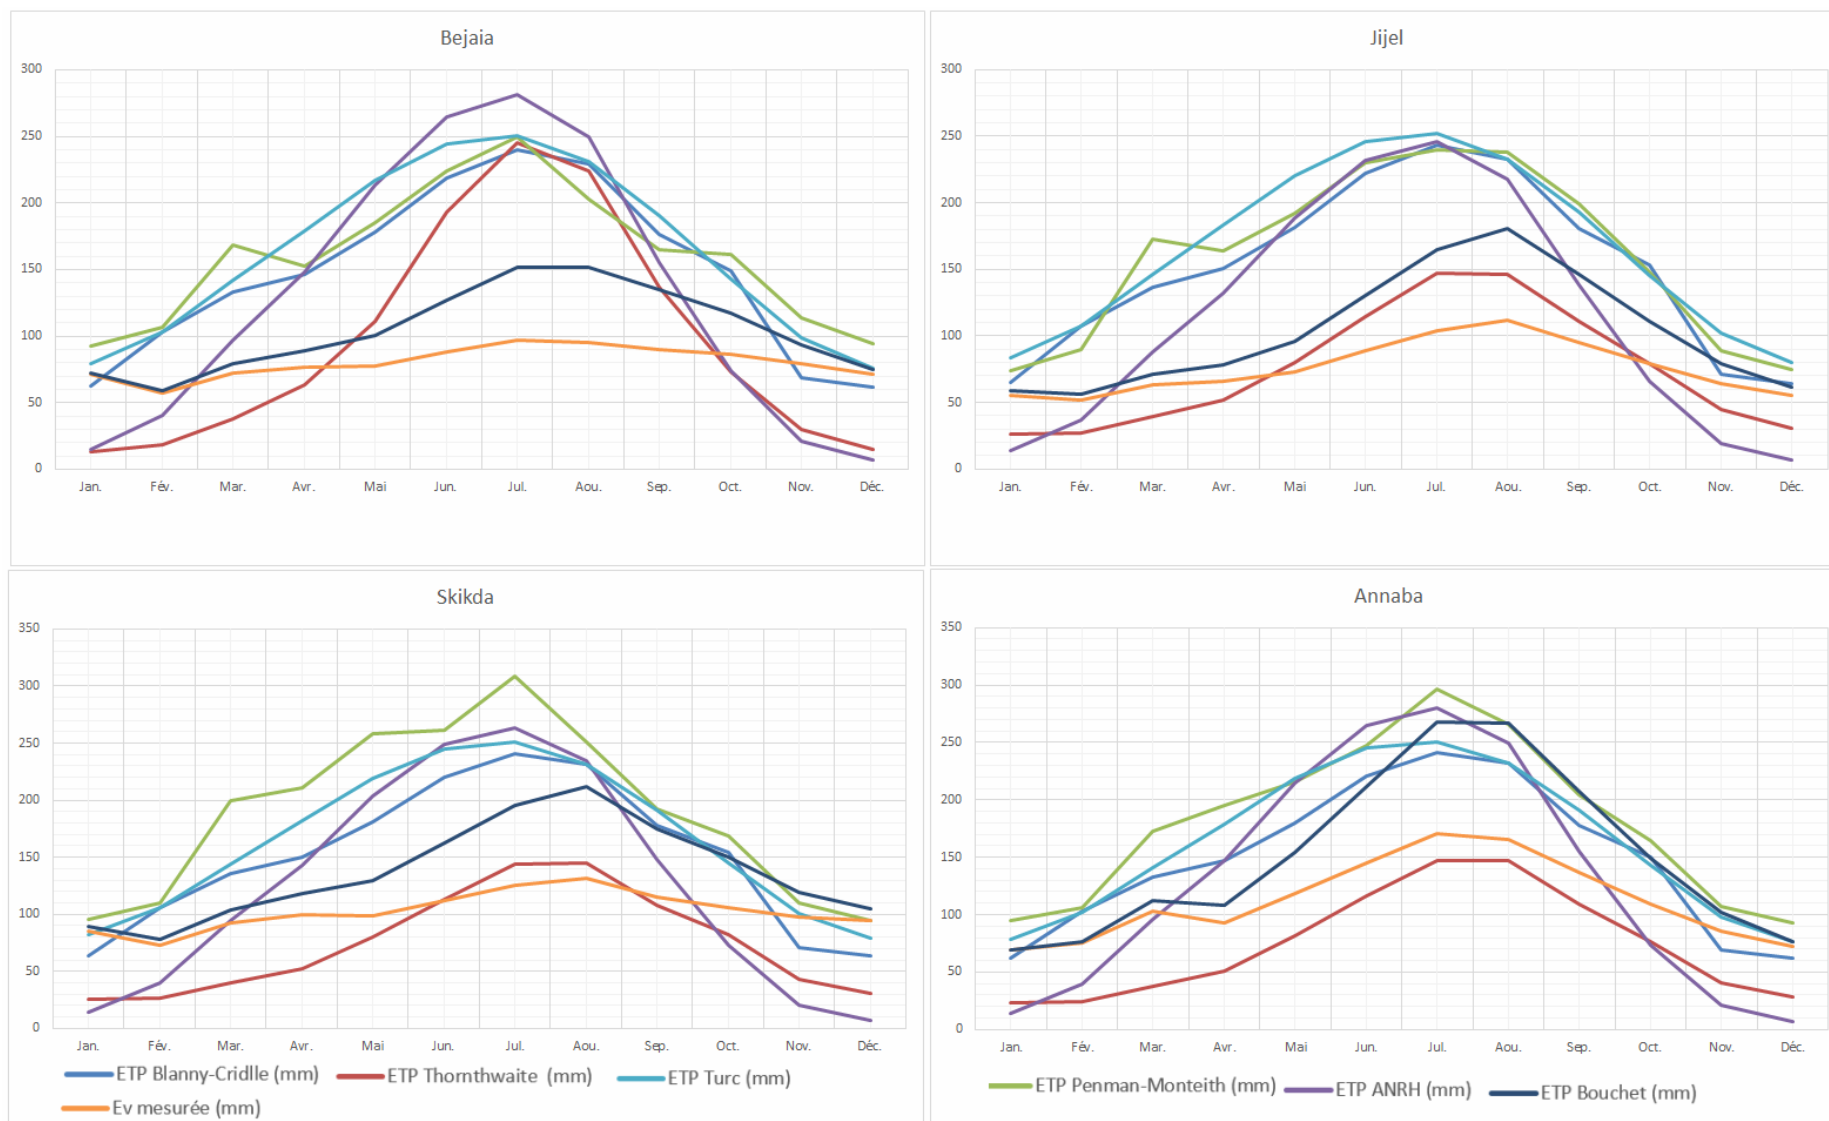 Bejaia
300
250
200
150
100
50
0
Jan. Fév. Mar. Avr. Mai Jun. Jul. Aou. Sep. Oct. Nov. Déc.
Jijel
300
250
200
150
100
50
0
Jan. Fév. Mar. Avr. Mai Jun. Jul. Aou. Sep. Oct. Nov. Déc.
Skikda
350
300
250
200
150
100
50
0
Jan. Fév. Mar. Avr. Mai Jun. Jul. Aou. Sep. Oct. Nov. Déc.
ETP Blanny-Cridlle (mm) ETP Thornthwaite (mm) ETP Turc (mm)
Ev mesurée (mm)
Annaba
350
300
250
200
150
100
50
0
Jan. Fév. Mar. Avr. Mai Jun. Jul. Aou. Sep. Oct. Nov. Déc.
ETP Penman-Monteith (mm) ETP ANRH (mm) ETP Bouchet (mm)